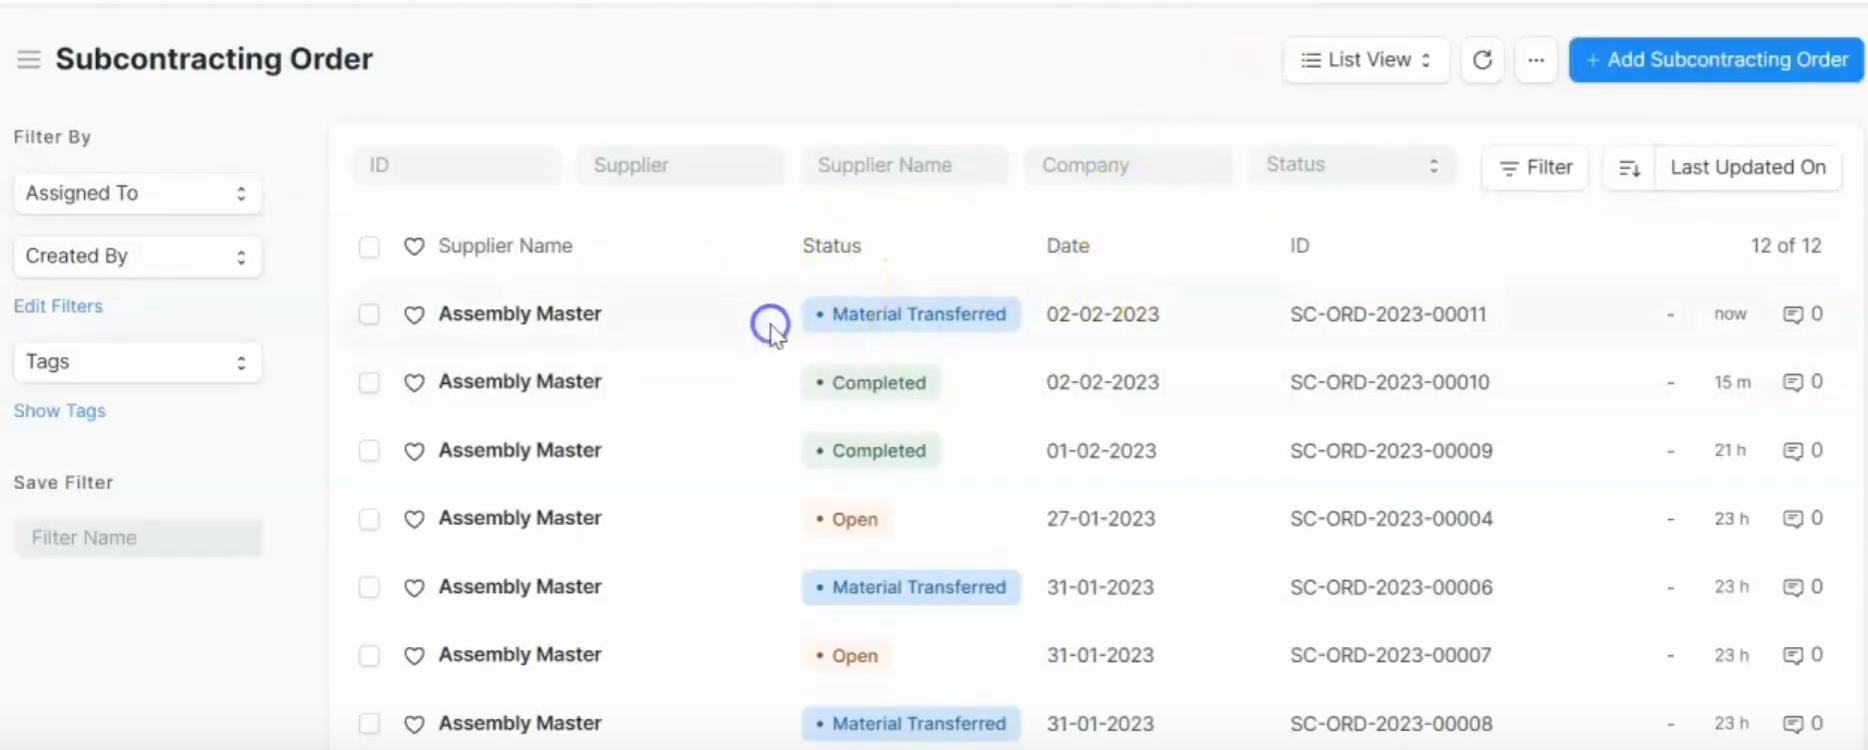 Subcontracting Order
List View
...
+ Add Subcontracting Order
Filter By
Assigned To
Created By
Edit Filters
Tags
Show Tags
Save Filter
Filter Name
ID Supplier Supplier Name Company Status Filter Last Updated On
Supplier Name Status Date ID 12 of 12
Assembly Master • Material Transferred 02-02-2023 SC-ORD-2023-00011 - now 0
Assembly Master • Completed 02-02-2023 SC-ORD-2023-00010 - 15 m 0
Assembly Master • Completed 01-02-2023 SC-ORD-2023-00009 - 21 h 0
Assembly Master • Open 27-01-2023 SC-ORD-2023-00004 - 23 h 0
Assembly Master • Material Transferred 31-01-2023 SC-ORD-2023-00006 - 23 h 0
Assembly Master • Open 31-01-2023 SC-ORD-2023-00007 - 23 h 0
Assembly Master • Material Transferred 31-01-2023 SC-ORD-2023-00008 - 23 h 0